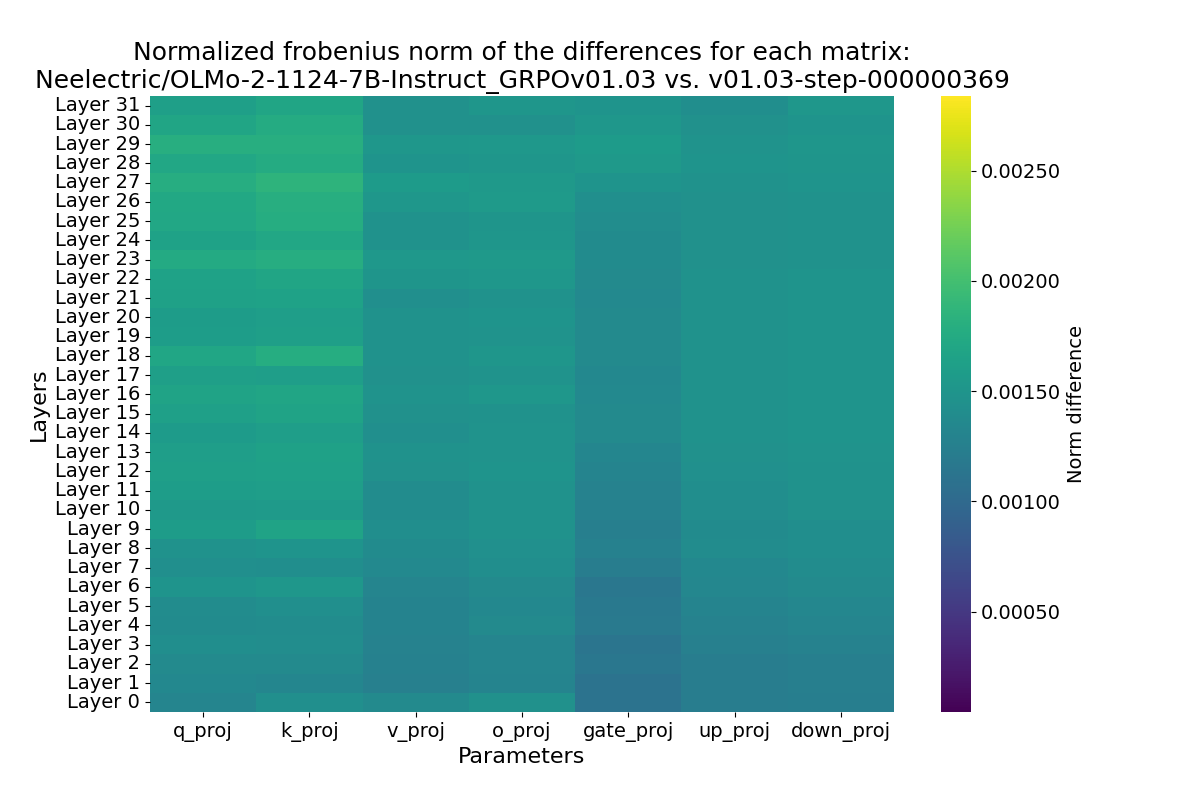 Normalized frobenius norm of the differences for each matrix:
Neelectric/OLMo-2-1124-7B-Instruct_GRPOv01.03 vs. v01.03-step-000000369
Layers
Layer 31
Layer 30
Layer 29
Layer 28
Layer 27
Layer 26
Layer 25
Layer 24
Layer 23
Layer 22
Layer 21
Layer 20
Layer 19
Layer 18
Layer 17
Layer 16
Layer 15
Layer 14
Layer 13
Layer 12
Layer 11
Layer 10
Layer 9
Layer 8
Layer 7
Layer 6
Layer 5
Layer 4
Layer 3
Layer 2
Layer 1
Layer 0
q_proj k_proj v_proj o_proj gate_proj up_proj down_proj
Parameters
0.00250
0.00200
0.00150
0.00100
0.00050
Norm difference